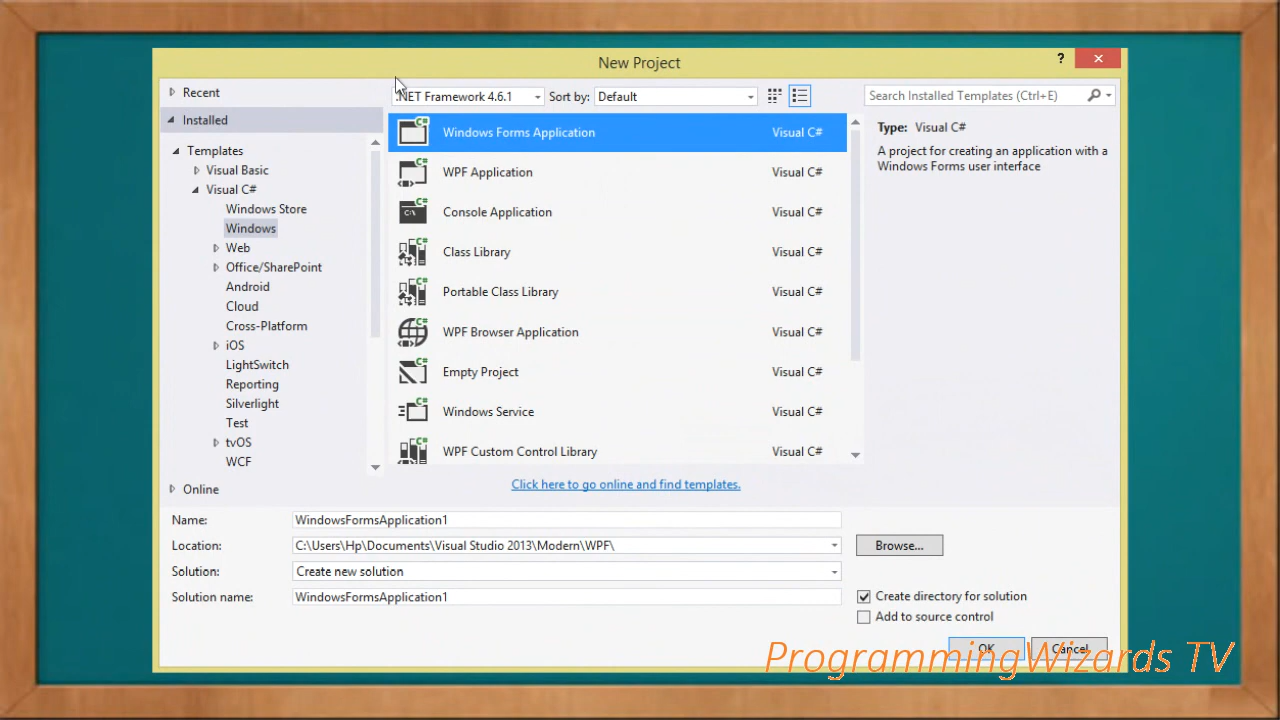 New Project
?
Recent
.NET Framework 4.6.1
Sort by:
Default
Search Installed Templates (Ctrl+E)
Installed
Templates
Visual Basic
Visual C#
Windows Store
Windows
Web
Office/SharePoint
Android
Cloud
Cross-Platform
iOS
LightSwitch
Reporting
Silverlight
Test
tvOS
WCF
Online
Windows Forms Application Visual C#
WPF Application Visual C#
Console Application Visual C#
Class Library Visual C#
Portable Class Library Visual C#
WPF Browser Application Visual C#
Empty Project Visual C#
Windows Service Visual C#
WPF Custom Control Library Visual C#
Click here to go online and find templates.
Type: Visual C#
A project for creating an application with a
Windows Forms user interface
Name: WindowsFormsApplication1
Location: C:\Users\Hp\Documents\Visual Studio 2013\Modern\WPF\ Browse...
Solution: Create new solution
Solution name: WindowsFormsApplication1
Create directory for solution
Add to source control
OK Cancel
ProgrammingWizards TV